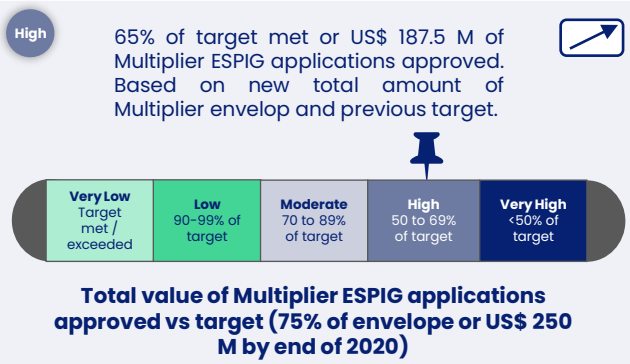 High
65% of target met or US$ 187.5 M of
Multiplier ESPIG applications approved.
Based on new total amount of
Multiplier envelop and previous target.
Very Low
Target
met /
exceeded
Low
90-99% of
target
Moderate
70 to 89%
of target
High
50 to 69%
of target
Very High
<50% of
target
Total value of Multiplier ESPIG applications
approved vs target (75% of envelope or US$ 250
M by end of 2020)